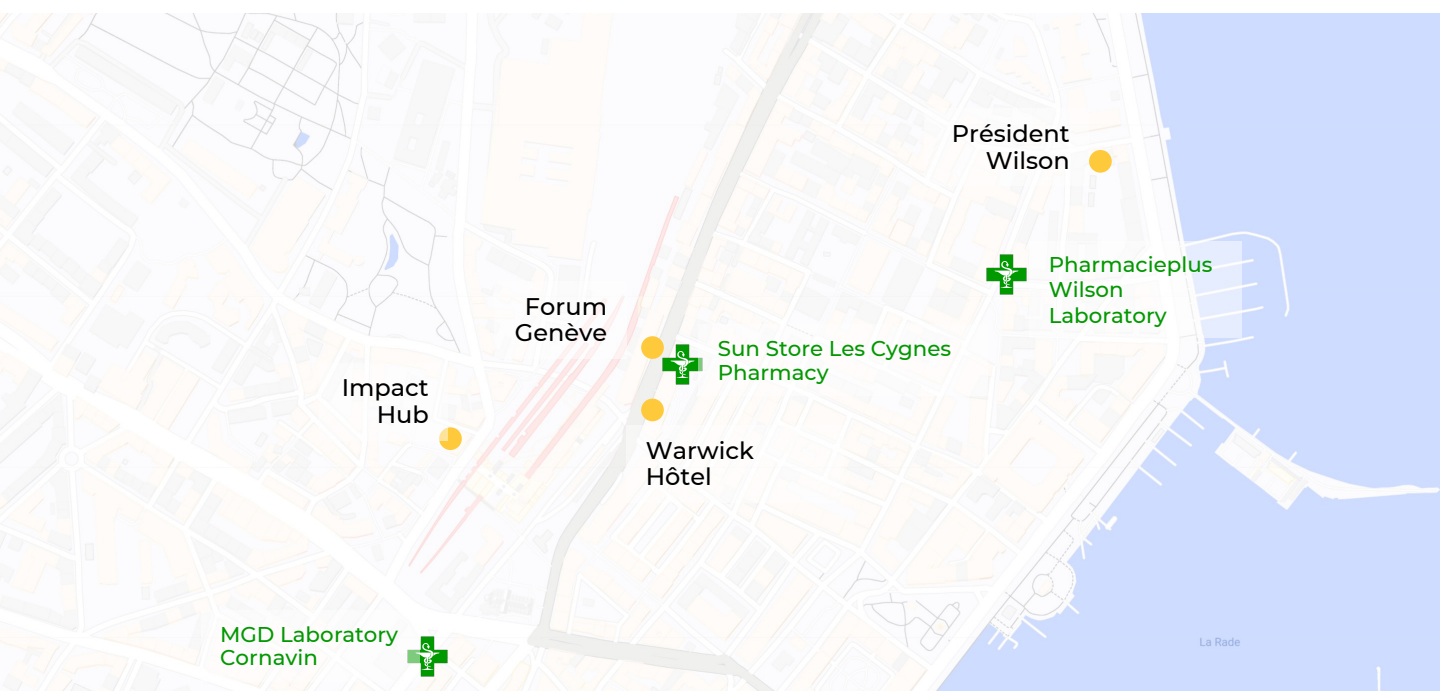 Président
Wilson
Pharmacieplus
Wilson
Laboratory
Forum
Genève
Sun Store Les Cygnes
Pharmacy
Impact
Hub
Warwick
Hôtel
MGD Laboratory
Cornavin
La Rade